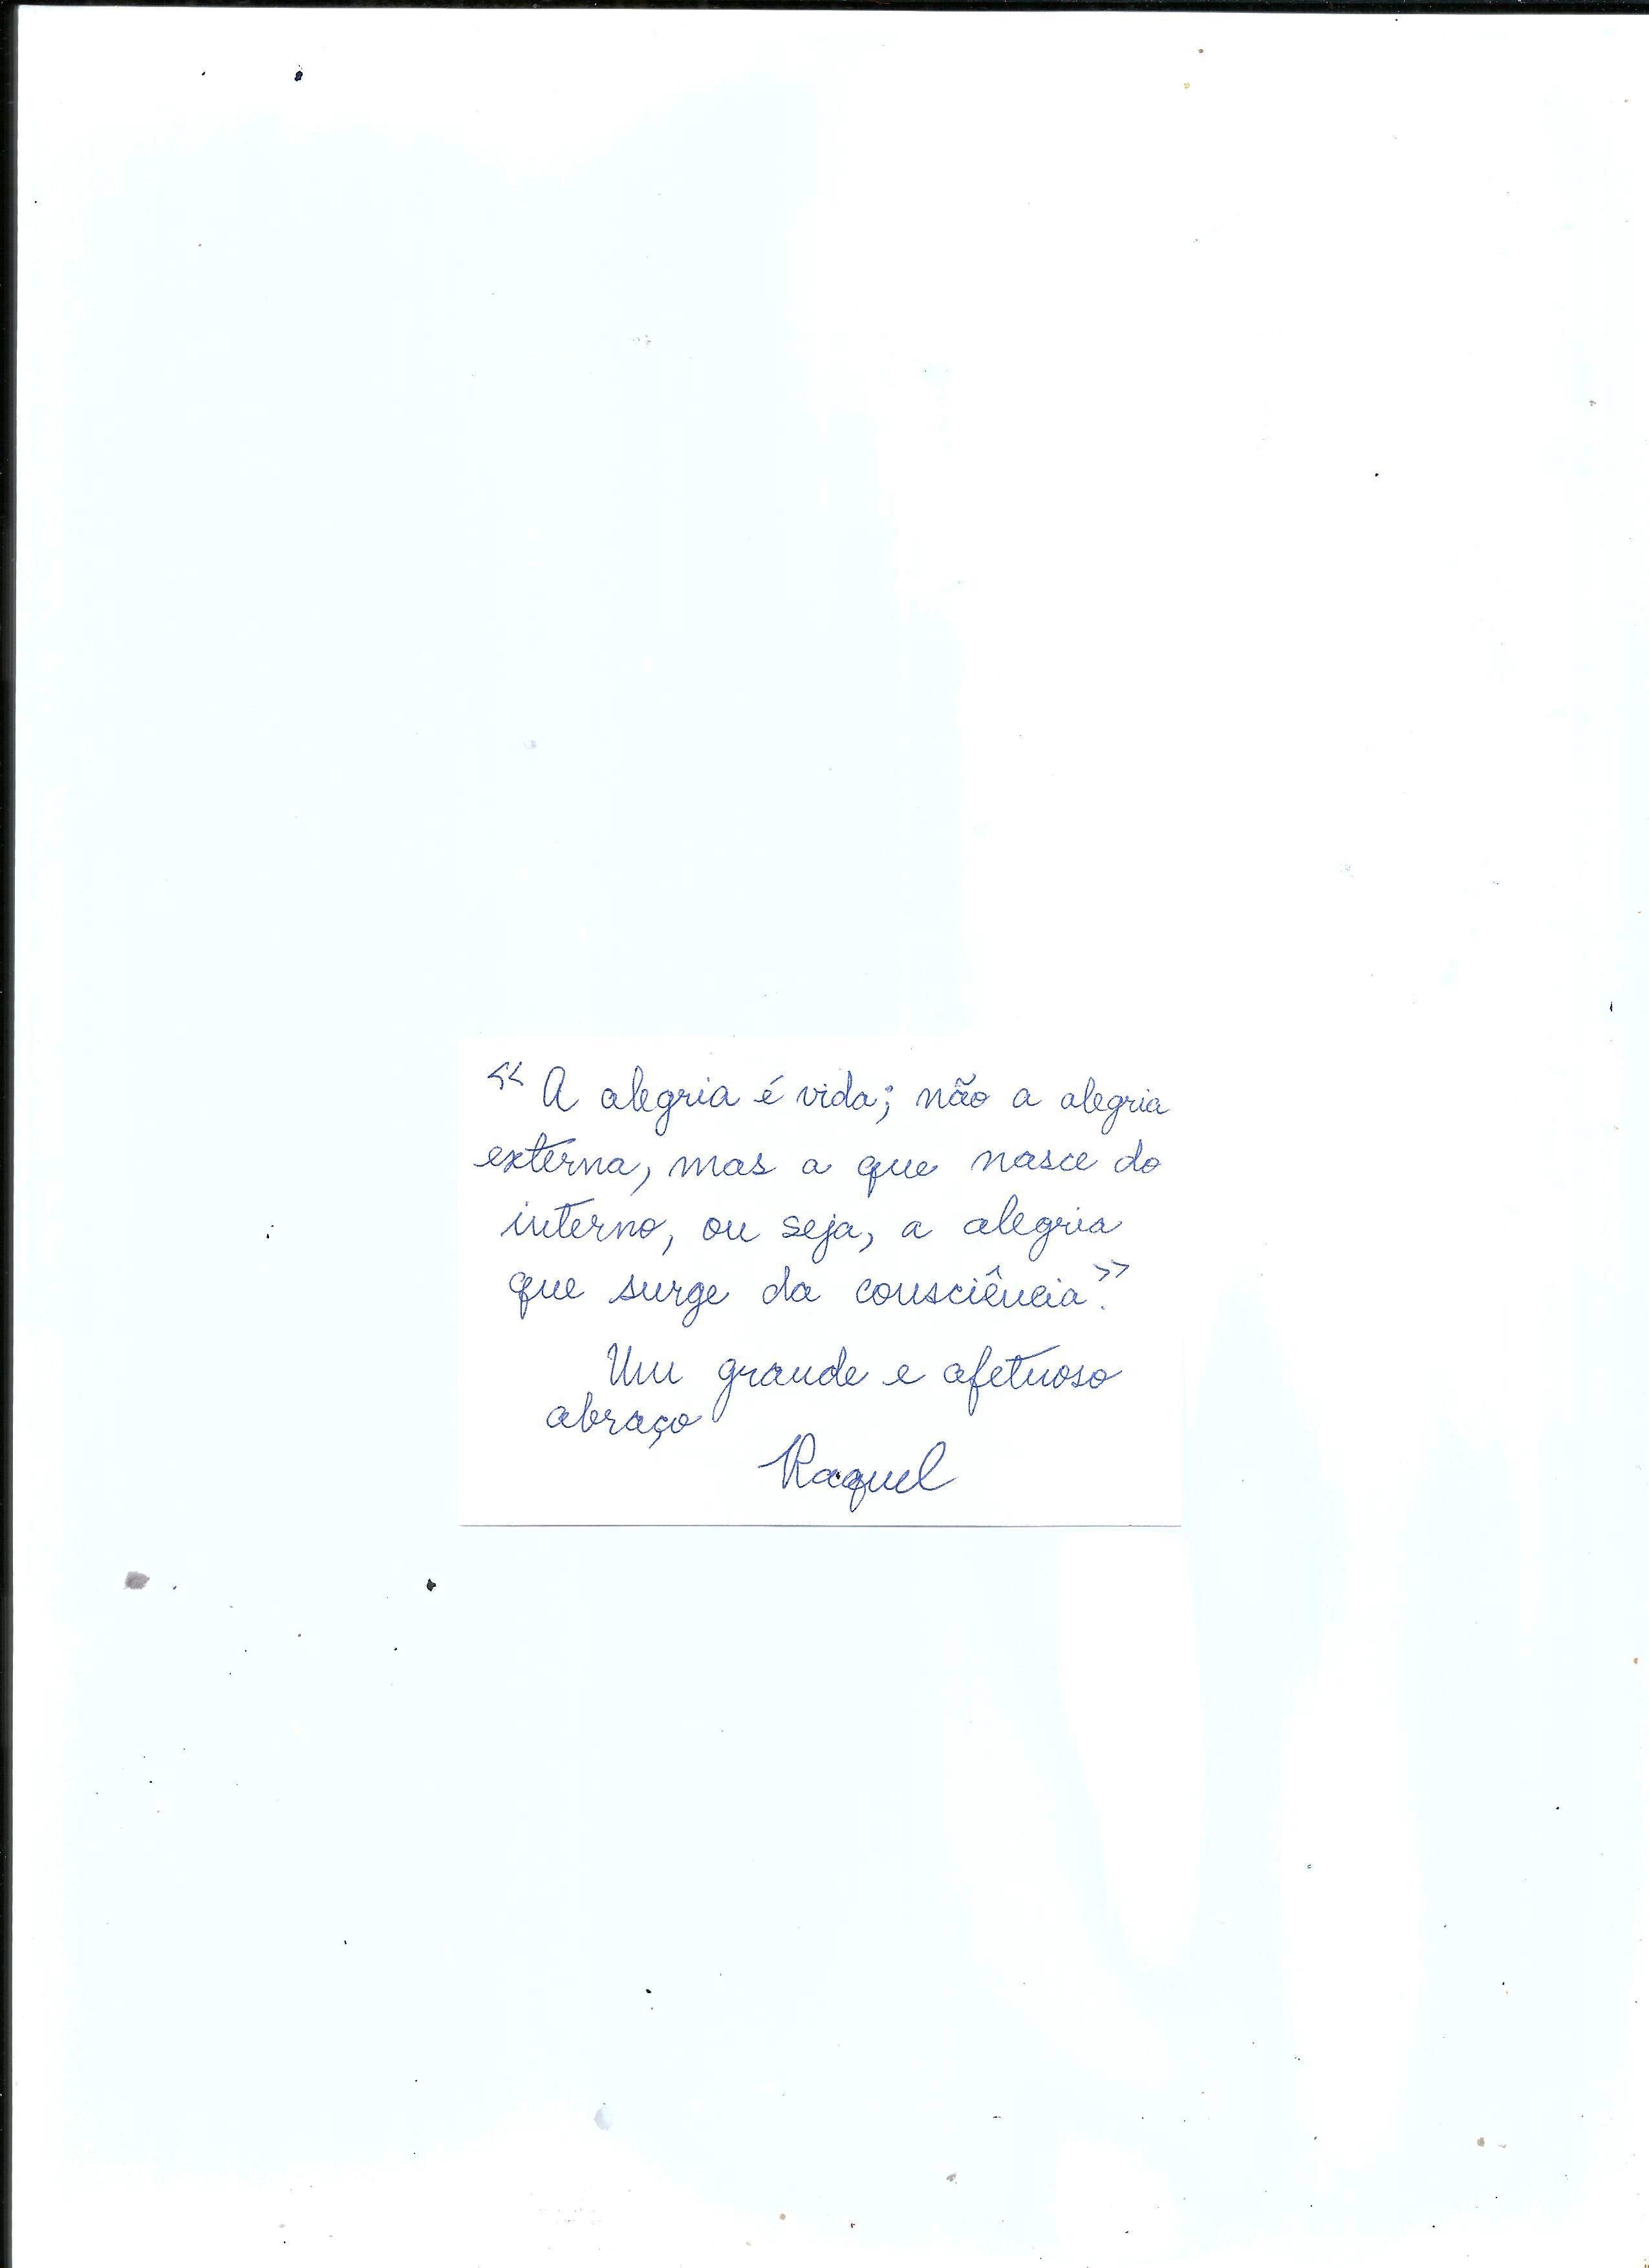 “A alegria é vida; não a alegria
externa, mas a que nasce do
interno, ou seja, a alegria
que surge da consciência”.
Um grande e afetuoso
abraço
Raquel